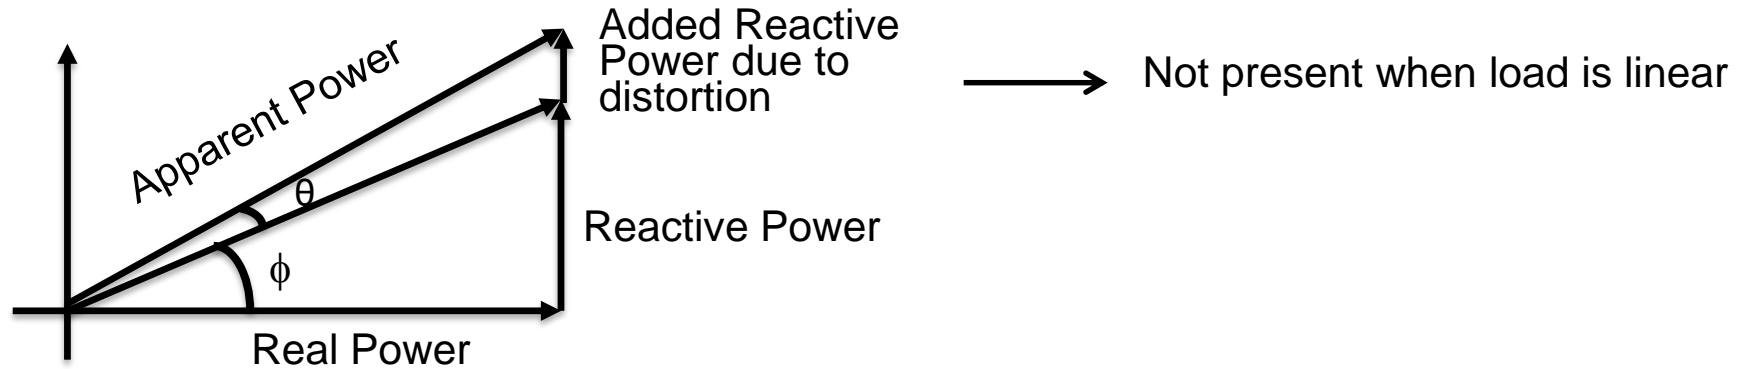 Added Reactive
Power due to
distortion
Not present when load is linear
Apparent Power
θ
Reactive Power
ϕ
Real Power